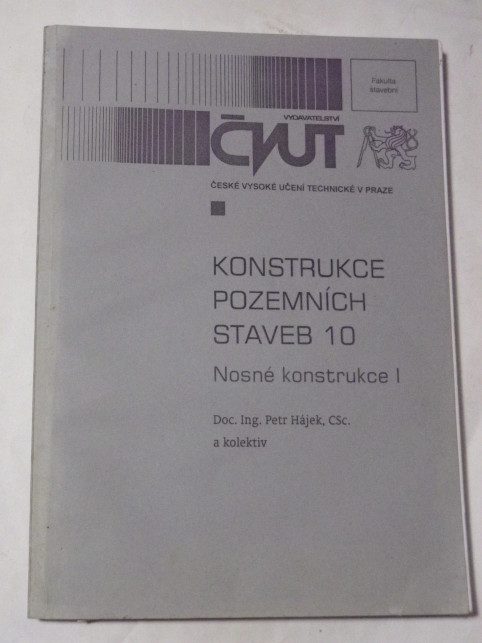 Fakulta
stavební
VYDAVATELSTVÍ
ČVUT
ČESKÉ VYSOKÉ UČENÍ TECHNICKÉ V PRAZE
KONSTRUKCE
POZEMNÍCH
STAVEB 10
Nosné konstrukce I
Doc. Ing. Petr Hájek, CSc.
a kolektiv